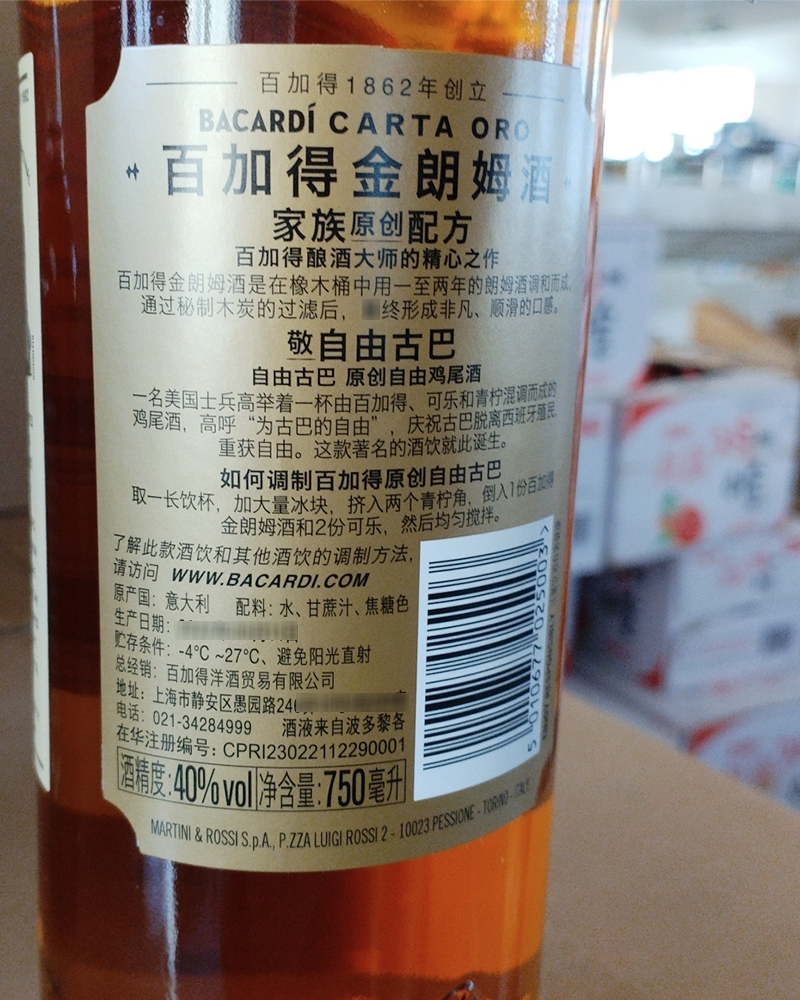 百加得1862年创立
BACARDÍ CARTA ORO
百加得金朗姆酒
家族原创配方
百加得酿酒大师的精心之作
百加得金朗姆酒是在橡木桶中用一至两年的朗姆酒调和而成,
通过秘制木炭的过滤后, 终形成非凡、顺滑的口感。
敬自由古巴
自由古巴 原创自由鸡尾酒
一名美国士兵高举着一杯由百加得、可乐和青柠混调而成的
鸡尾酒, 高呼“为古巴的自由”, 庆祝古巴脱离西班牙殖民,
重获自由。这款著名的酒饮就此诞生。
如何调制百加得原创自由古巴
取一长饮杯, 加大量冰块, 挤入两个青柠角, 倒入1份百加得
金朗姆酒和2份可乐, 然后均匀搅拌。
了解此款酒饮和其他酒饮的调制方法,
请访问 WWW.BACARDI.COM
原产国: 意大利 配料: 水、甘蔗汁、焦糖色
生产日期:
贮存条件: -4℃ ~27℃、避免阳光直射
总经销: 百加得洋酒贸易有限公司
地址: 上海市静安区愚园路
电话: 021-34284999 酒液来自波多黎各
在华注册编号: CPRI23022112290001
酒精度: 40%vol 净含量: 750毫升
5 010677 025003 >
MARTINI & ROSSI S.p.A., P.ZZA LUIGI ROSSI 2 - 10023 PESSIONE - TORINO - ITALY